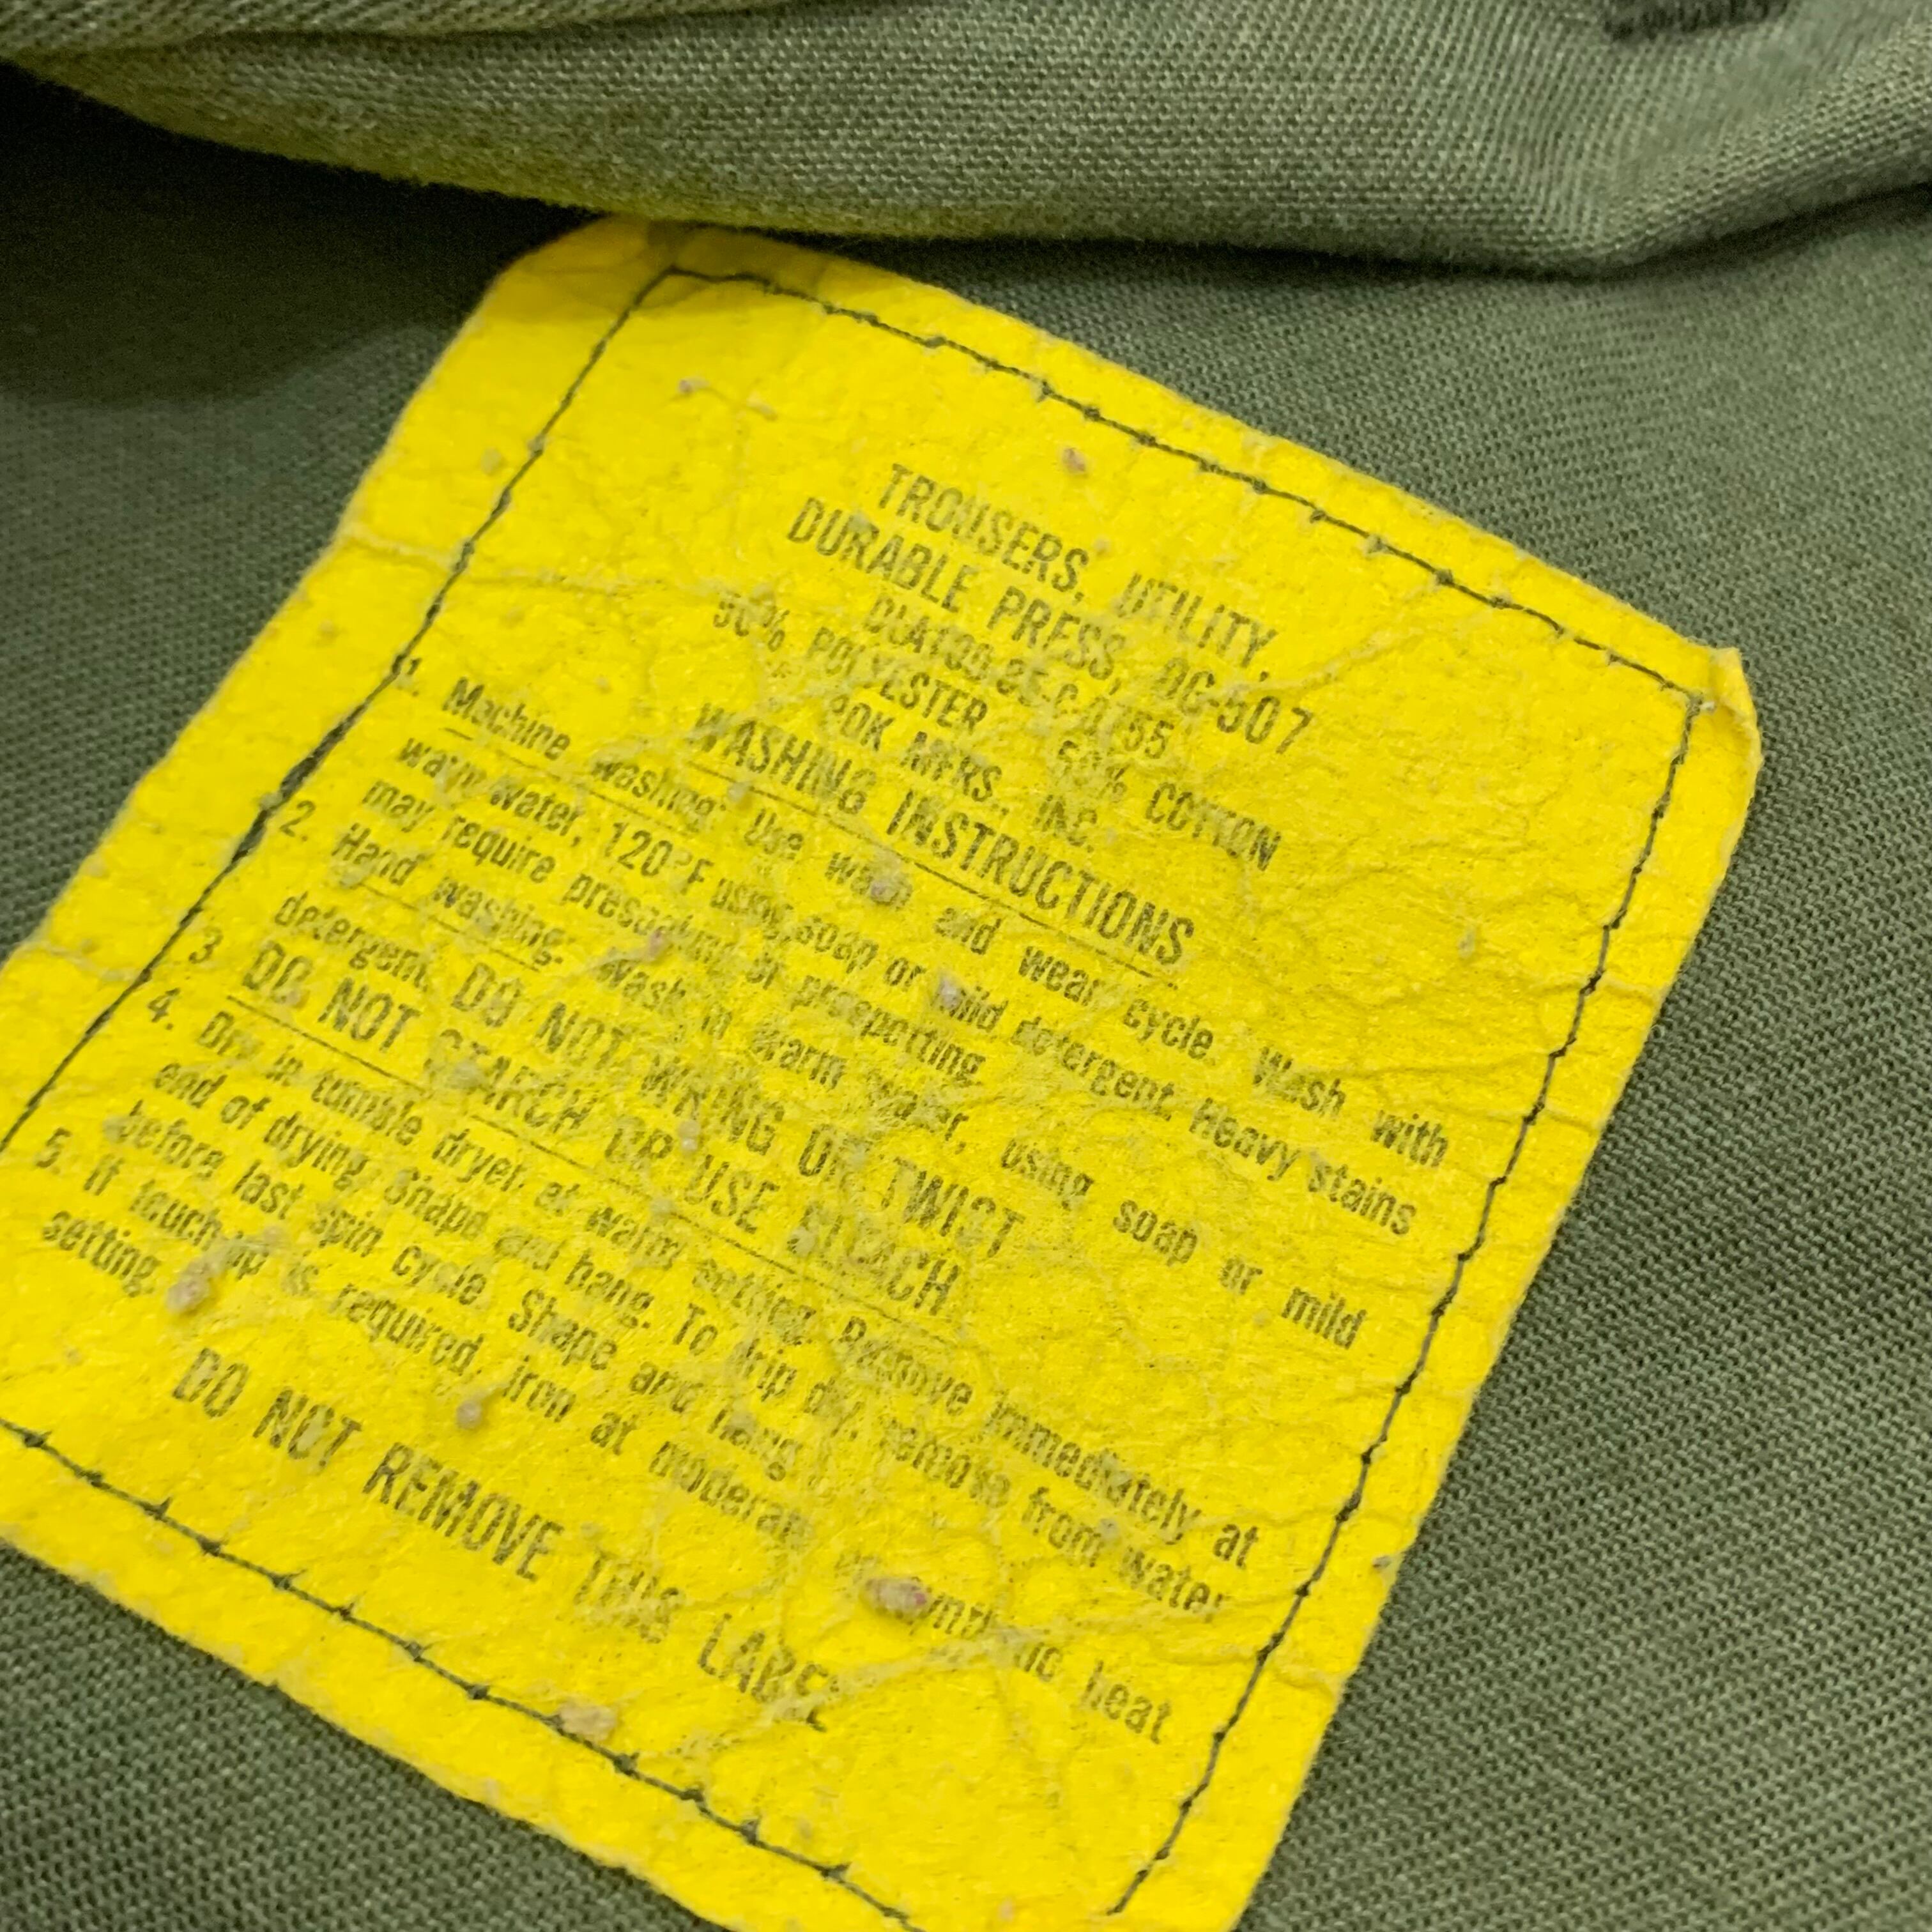 TROUSERS, UTILITY,
DURABLE PRESS, OG-507
50% POLYESTER 50% COTTON
MFRS., INC.
WASHING INSTRUCTIONS
1. Machine washing: Use wash and wear cycle. Wash with
warm water, 120°F using soap or mild detergent. Heavy stains
may require presoaking or prespotting.
2. Hand washing: Wash in warm water, using soap or mild
detergent. DO NOT WRING OR TWIST
3. DO NOT STARCH OR USE BLEACH
4. Dry in tumble dryer, at warm setting. Remove immediately at
end of drying. Shape and hang. To drip dry, remove from water
before last spin cycle. Shape and hang.
5. If touch-up is required, iron at moderate or synthetic heat
setting.
DO NOT REMOVE THIS LABEL